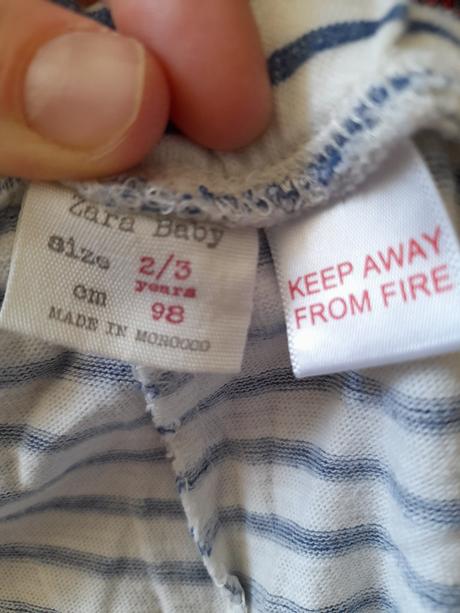 Zara Baby
size 2/3
years
cm 98
MADE IN MOROCCO
KEEP AWAY
FROM FIRE